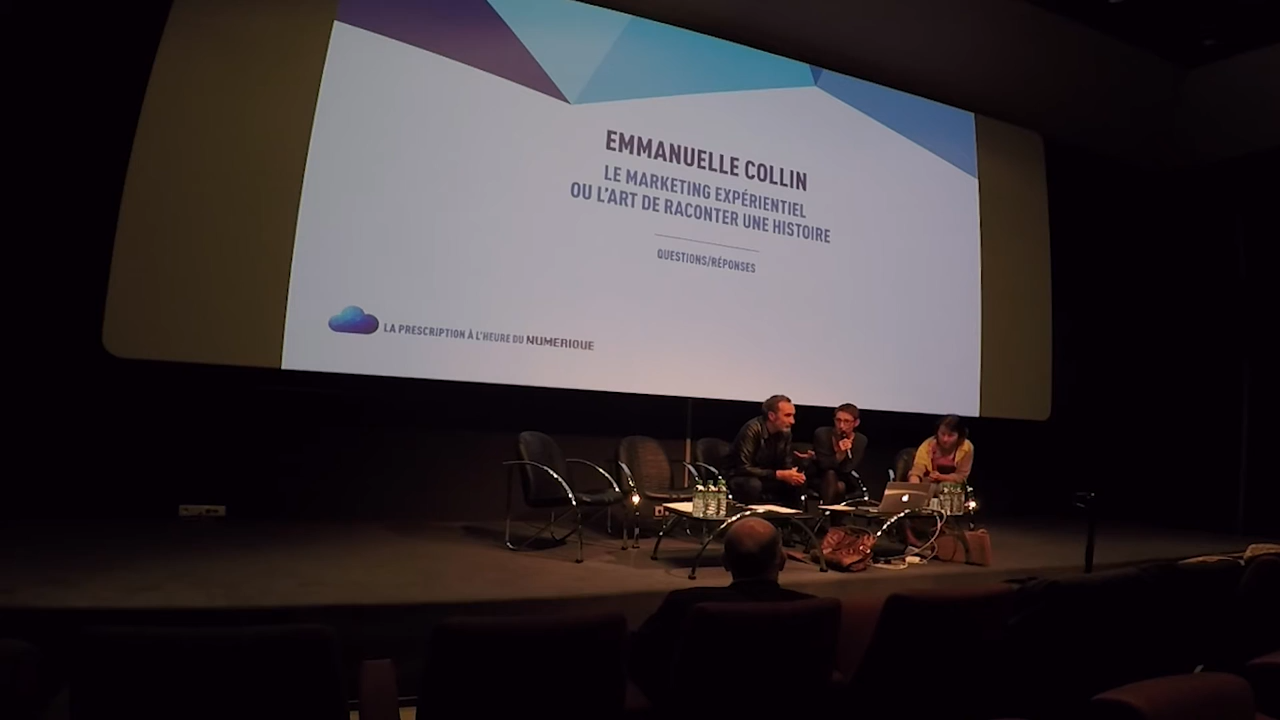 EMMANUELLE COLLIN
LE MARKETING EXPÉRIENTIEL
OU L'ART DE RACONTER UNE HISTOIRE
QUESTIONS/RÉPONSES
LA PRESCRIPTION À L'HEURE DU NUMERIQUE